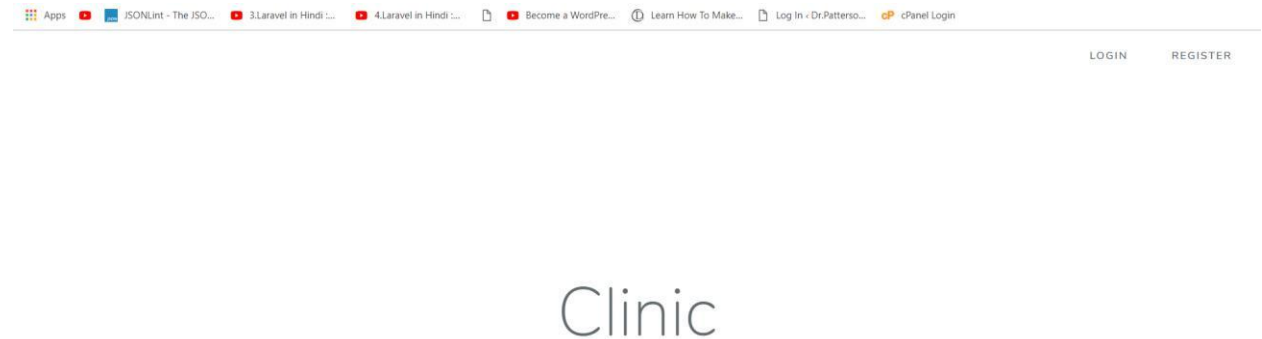 Apps JSONLint - The JSO... 3.Laravel in Hindi :... 4.Laravel in Hindi :... Become a WordPre... Learn How To Make... Log In ‹ Dr.Patterso... cP cPanel Login
LOGIN REGISTER
Clinic